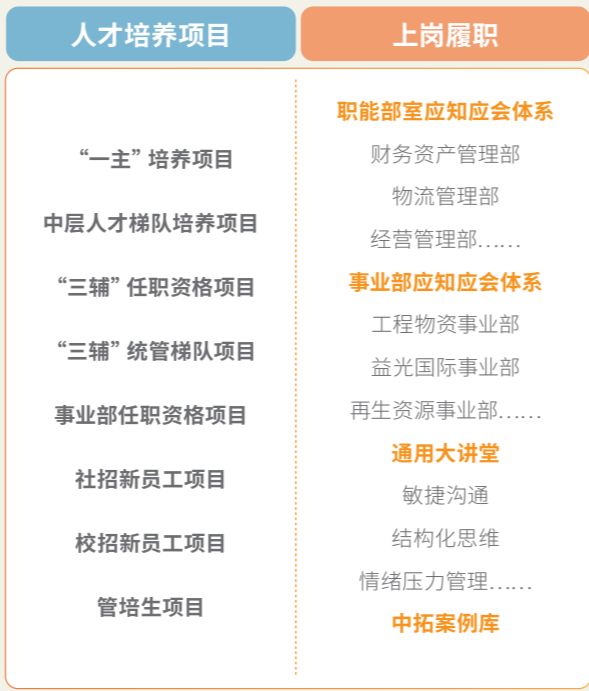 人才培养项目
“一主”培养项目
中层人才梯队培养项目
“三辅”任职资格项目
“三辅”统管梯队项目
事业部任职资格项目
社招新员工项目
校招新员工项目
管培生项目
上岗履职
职能部室应知应会体系
财务资产管理部
物流管理部
经营管理部……
事业部应知应会体系
工程物资事业部
益光国际事业部
再生资源事业部……
通用大讲堂
敏捷沟通
结构化思维
情绪压力管理……
中拓案例库